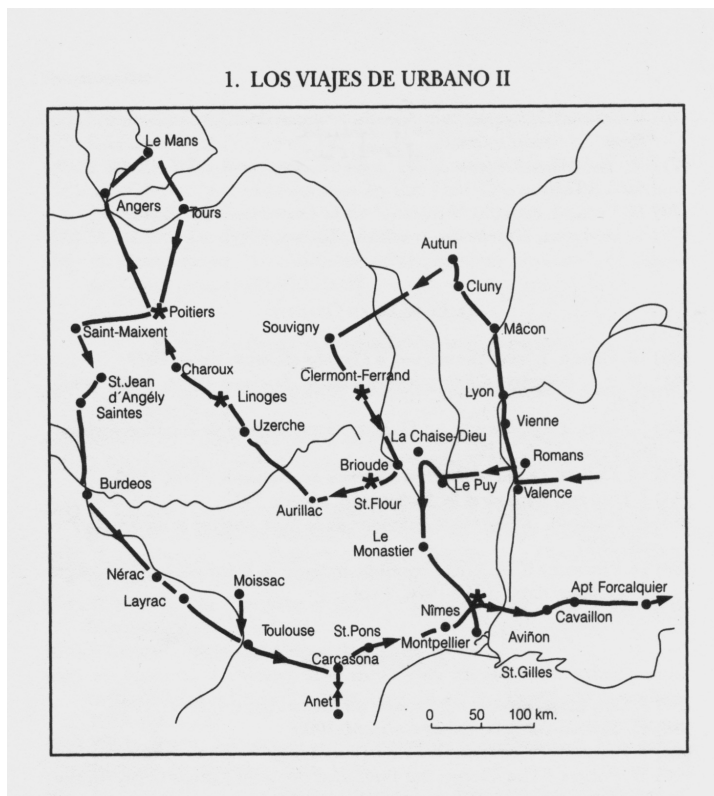 1. LOS VIAJES DE URBANO II
Le Mans
Angers
Tours
Autun
Cluny
Poitiers
Saint-Maixent
Souvigny
Mâcon
Charoux
St.Jean
d´Angély
Saintes
Clermont-Ferrand
Linoges
Lyon
Uzerche
Vienne
La Chaise-Dieu
Brioude
Romans
Burdeos
Le Puy
Valence
Aurillac
St.Flour
Le
Monastier
Nérac
Moissac
Apt Forcalquier
Layrac
Nîmes
Cavaillon
Toulouse
St.Pons
Montpellier
Aviñon
Carcasona
St.Gilles
Anet
0 50 100 km.